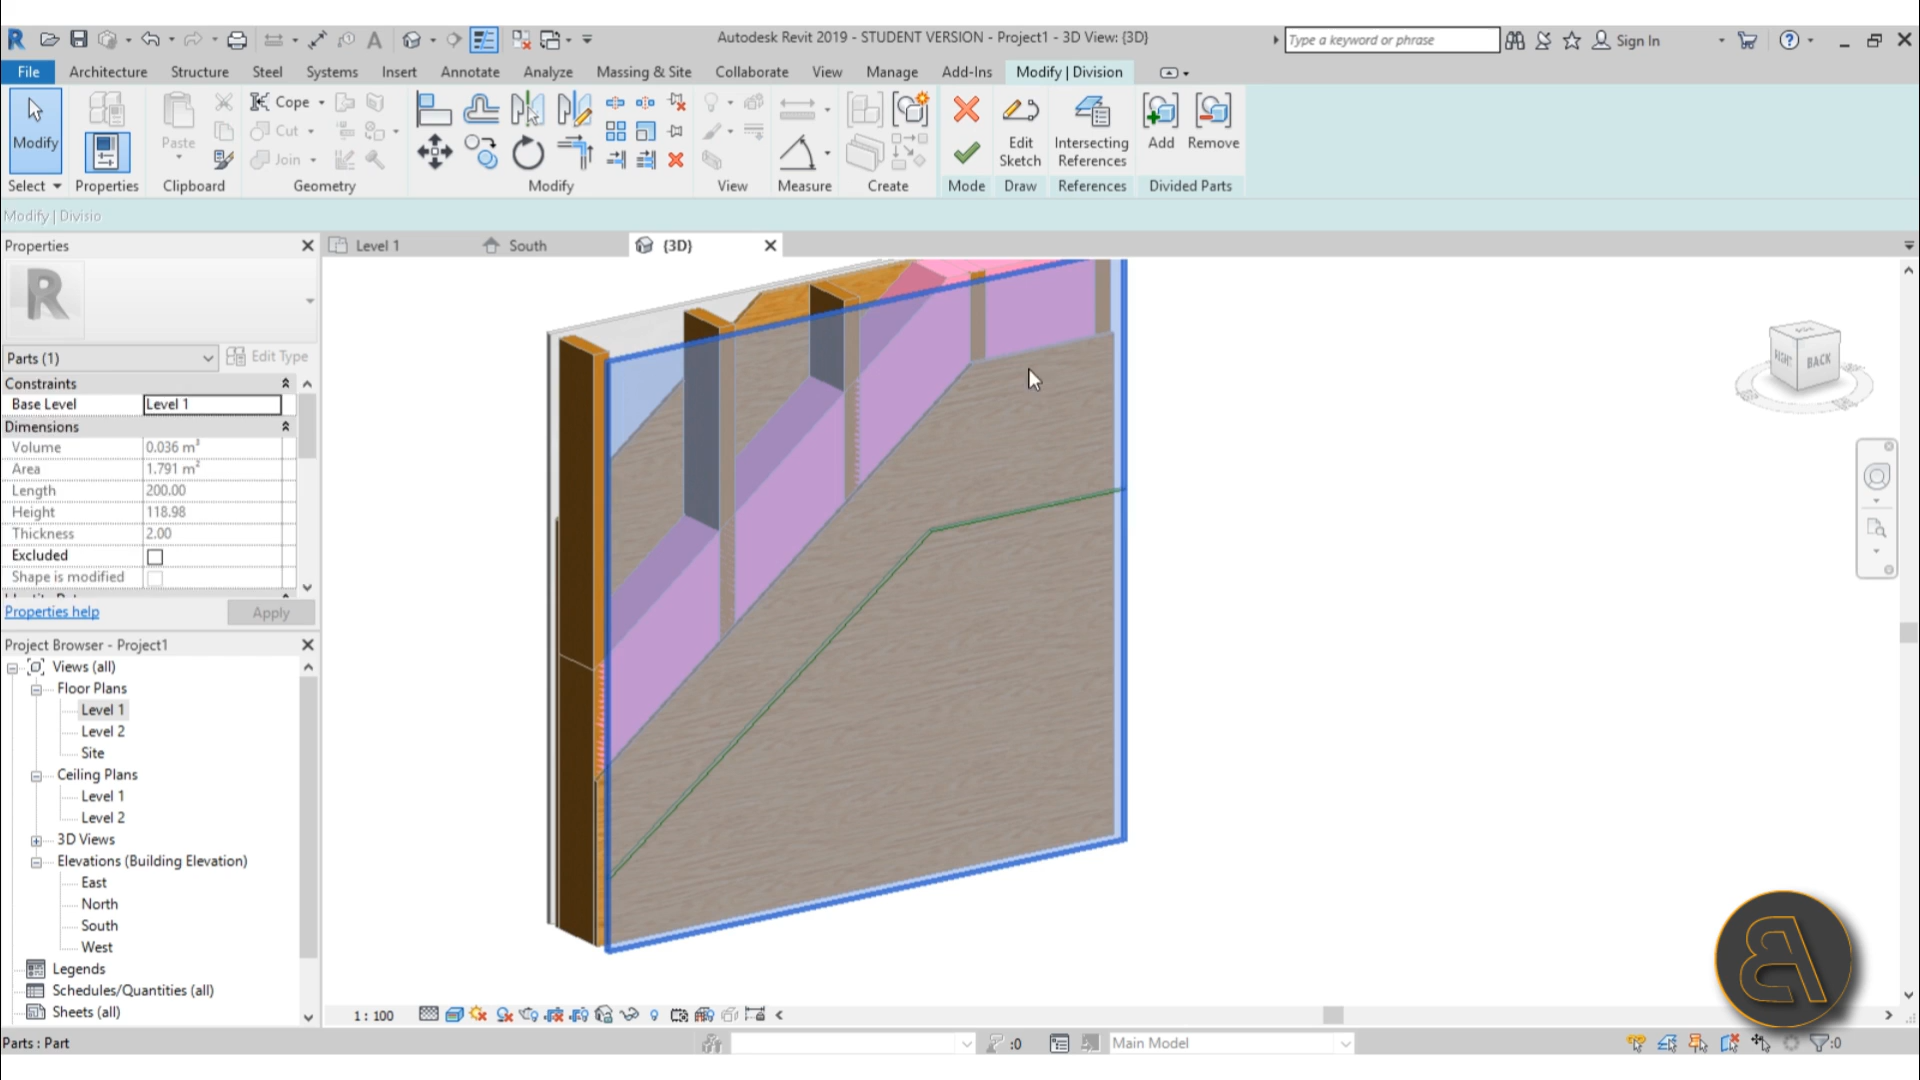 Autodesk Revit 2019 - STUDENT VERSION - Project1 - 3D View: {3D}
Type a keyword or phrase
Sign In
File Architecture Structure Steel Systems Insert Annotate Analyze Massing & Site Collaborate View Manage Add-Ins Modify | Division
Modify
Paste
Cope
Cut
Join
Edit Sketch
Intersecting References
Add
Remove
Select Properties Clipboard Geometry Modify View Measure Create Mode Draw References Divided Parts
Modify | Divisio
Properties
Level 1
South
{3D}
R
Parts (1)
Edit Type
Constraints
Base Level Level 1
Dimensions
Volume 0.036 m³
Area 1.791 m²
Length 200.00
Height 118.98
Thickness 2.00
Excluded
Shape is modified
Properties help
Apply
Project Browser - Project1
Views (all)
Floor Plans
Level 1
Level 2
Site
Ceiling Plans
Level 1
Level 2
3D Views
Elevations (Building Elevation)
East
North
South
West
Legends
Schedules/Quantities (all)
Sheets (all)
BACK
1 : 100
Parts : Part
:0
Main Model
:0